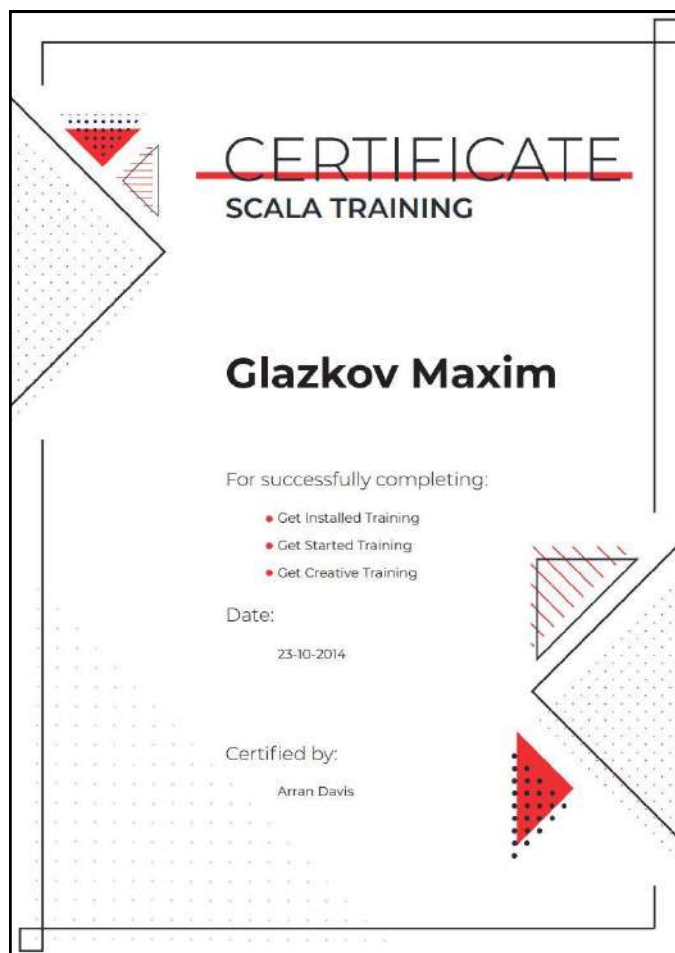 CERTIFICATE
SCALA TRAINING
Glazkov Maxim
For successfully completing:
Get Installed Training
Get Started Training
Get Creative Training
Date:
23-10-2014
Certified by:
Arran Davis